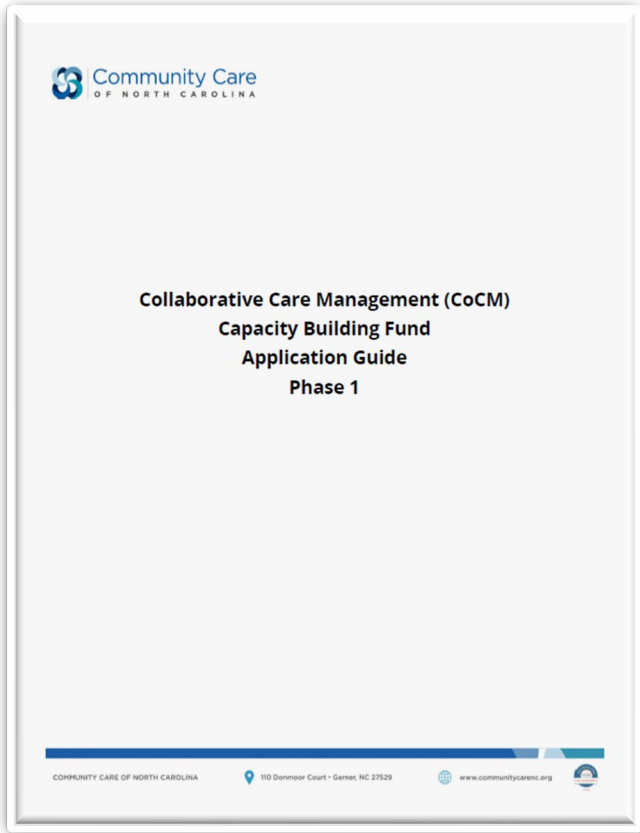 Community Care
OF NORTH CAROLINA
Collaborative Care Management (CoCM)
Capacity Building Fund
Application Guide
Phase 1
COMMUNITY CARE OF NORTH CAROLINA
110 Donmoor Court • Garner, NC 27529
www.communitycarenc.org